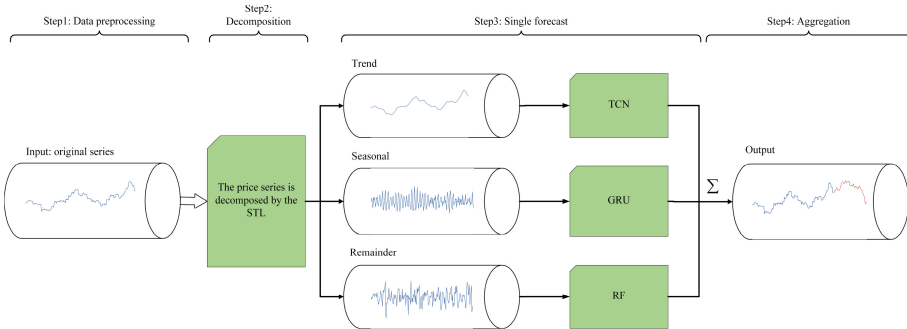 Step1: Data preprocessing
Step2:
Decomposition
Step3: Single forecast
Step4: Aggregation
Input: original series
The price series is
decomposed by the
STL
Trend
TCN
Seasonal
GRU
Remainder
RF
∑
Output